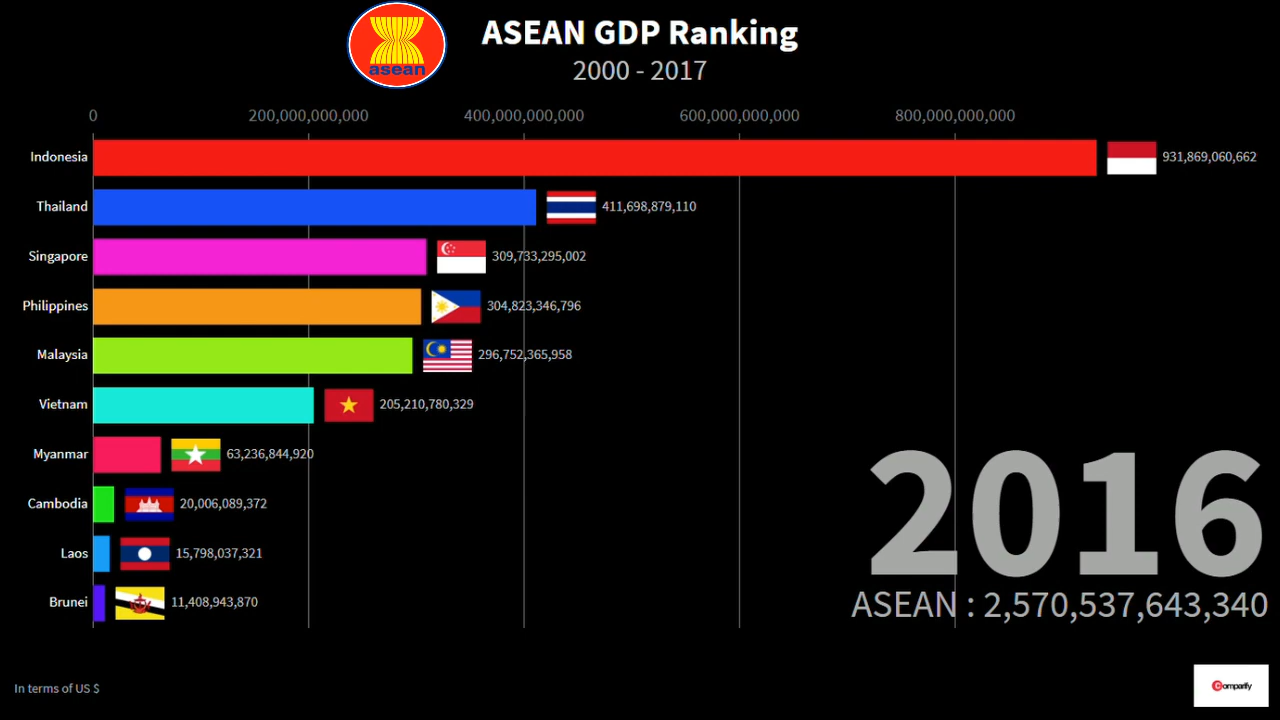 asean
ASEAN GDP Ranking
2000 - 2017
0 200,000,000,000 400,000,000,000 600,000,000,000 800,000,000,000
Indonesia 931,869,060,662
Thailand 411,698,879,110
Singapore 309,733,295,002
Philippines 304,823,346,796
Malaysia 296,752,365,958
Vietnam 205,210,780,329
Myanmar 63,236,844,920
Cambodia 20,006,089,372
Laos 15,798,037,321
Brunei 11,408,943,870
2016
ASEAN : 2,570,537,643,340
In terms of US $
Comparify